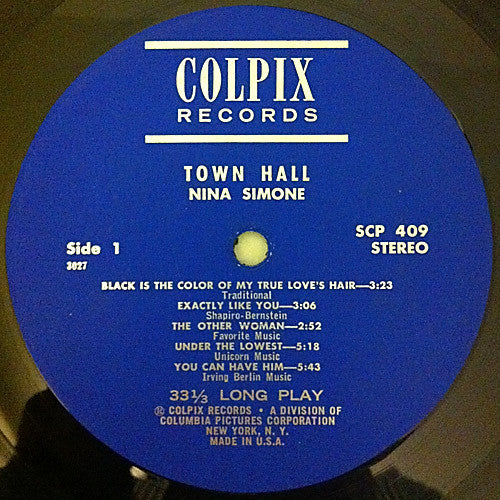 COLPIX
RECORDS
TOWN HALL
NINA SIMONE
Side 1
3027
SCP 409
STEREO
BLACK IS THE COLOR OF MY TRUE LOVE'S HAIR—3:23
Traditional
EXACTLY LIKE YOU—3:06
Shapiro-Bernstein
THE OTHER WOMAN—2:52
Favorite Music
UNDER THE LOWEST—5:18
Unicorn Music
YOU CAN HAVE HIM—5:43
Irving Berlin Music
33⅓ LONG PLAY
℗ COLPIX RECORDS • A DIVISION OF
COLUMBIA PICTURES CORPORATION
NEW YORK, N. Y.
MADE IN U.S.A.